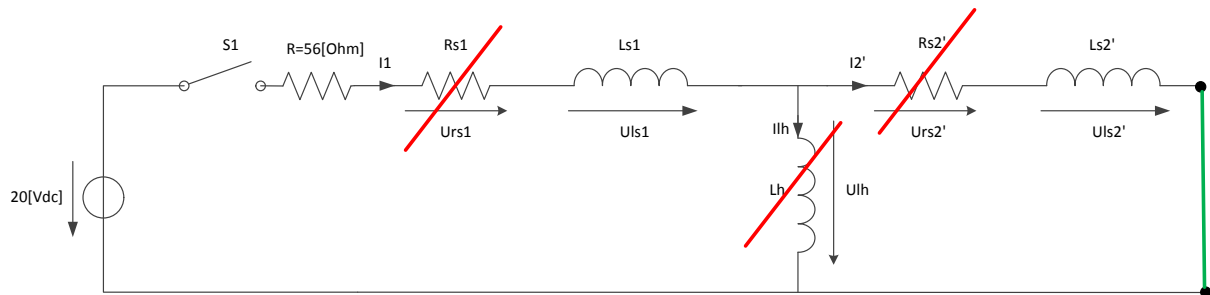 S1
R=56[Ohm]
I1
Rs1
Ls1
I2'
Rs2'
Ls2'
Urs1
Uls1
Ilh
Urs2'
Uls2'
20[Vdc]
Lh
Ulh